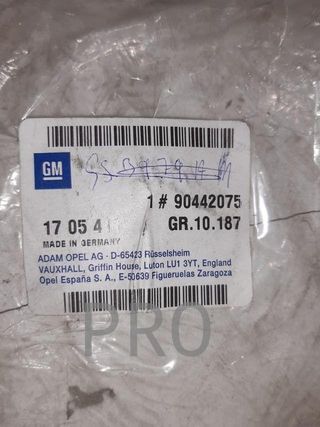 GM
1 # 90442075
17 05 4
GR.10.187
MADE IN GERMANY
ADAM OPEL AG - D-65423 Rüsselsheim
VAUXHALL, Griffin House, Luton LU1 3YT, England
Opel España S. A., E-50639 Figueruelas Zaragoza
PRO